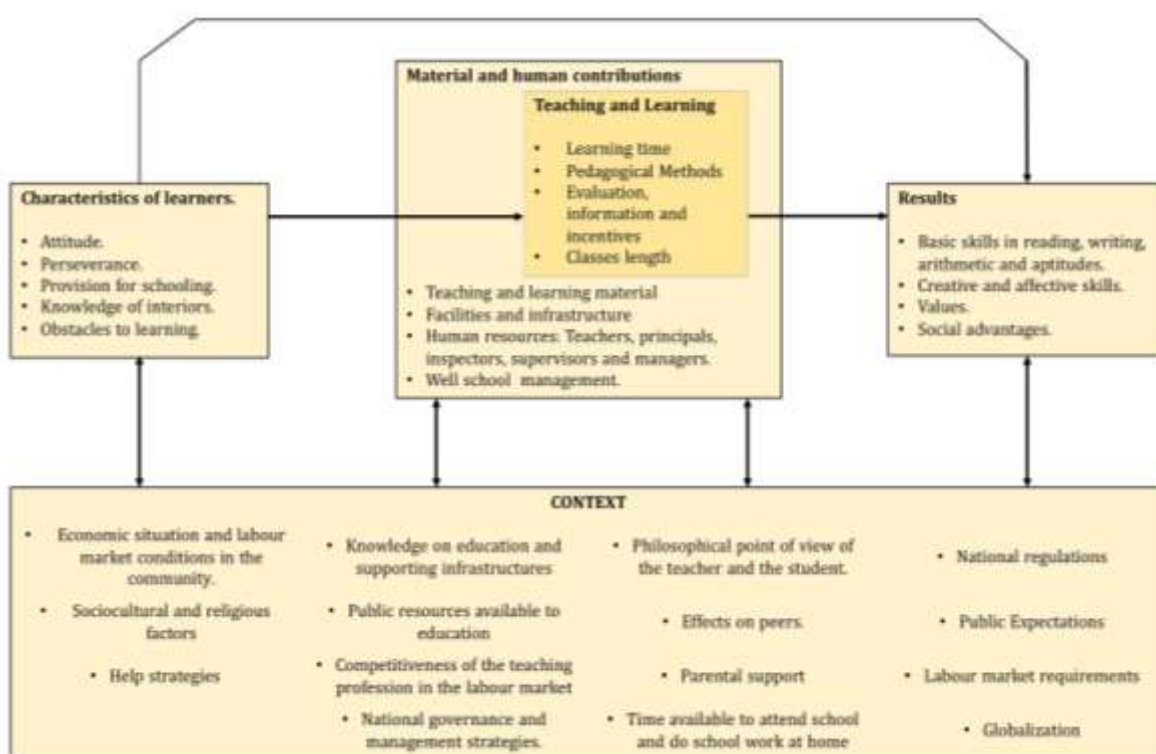 Material and human contributions
Teaching and Learning
• Learning time
• Pedagogical Methods
• Evaluation,
information and
incentives
• Classes length
• Teaching and learning material
• Facilities and infrastructure
• Human resources: Teachers, principals,
inspectors, supervisors and managers.
• Well school management.
Characteristics of learners.
• Attitude.
• Perseverance.
• Provision for schooling.
• Knowledge of interiors.
• Obstacles to learning.
Results
• Basic skills in reading, writing,
arithmetic and aptitudes.
• Creative and affective skills.
• Values.
• Social advantages.
CONTEXT
• Economic situation and labour
market conditions in the
community.
• Sociocultural and religious
factors
• Help strategies
• Knowledge on education and
supporting infrastructures
• Public resources available to
education
• Competitiveness of the teaching
profession in the labour market
• National governance and
management strategies.
• Philosophical point of view of
the teacher and the student.
• Effects on peers.
• Parental support
• Time available to attend school
and do school work at home
• National regulations
• Public Expectations
• Labour market requirements
• Globalization